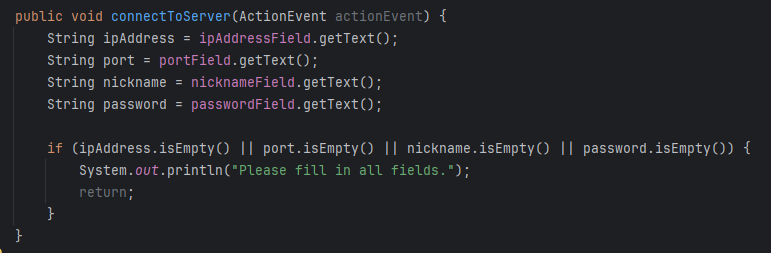 public void connectToServer(ActionEvent actionEvent) {
    String ipAddress = ipAddressField.getText();
    String port = portField.getText();
    String nickname = nicknameField.getText();
    String password = passwordField.getText();

    if (ipAddress.isEmpty() || port.isEmpty() || nickname.isEmpty() || password.isEmpty()) {
        System.out.println("Please fill in all fields.");
        return;
    }
}